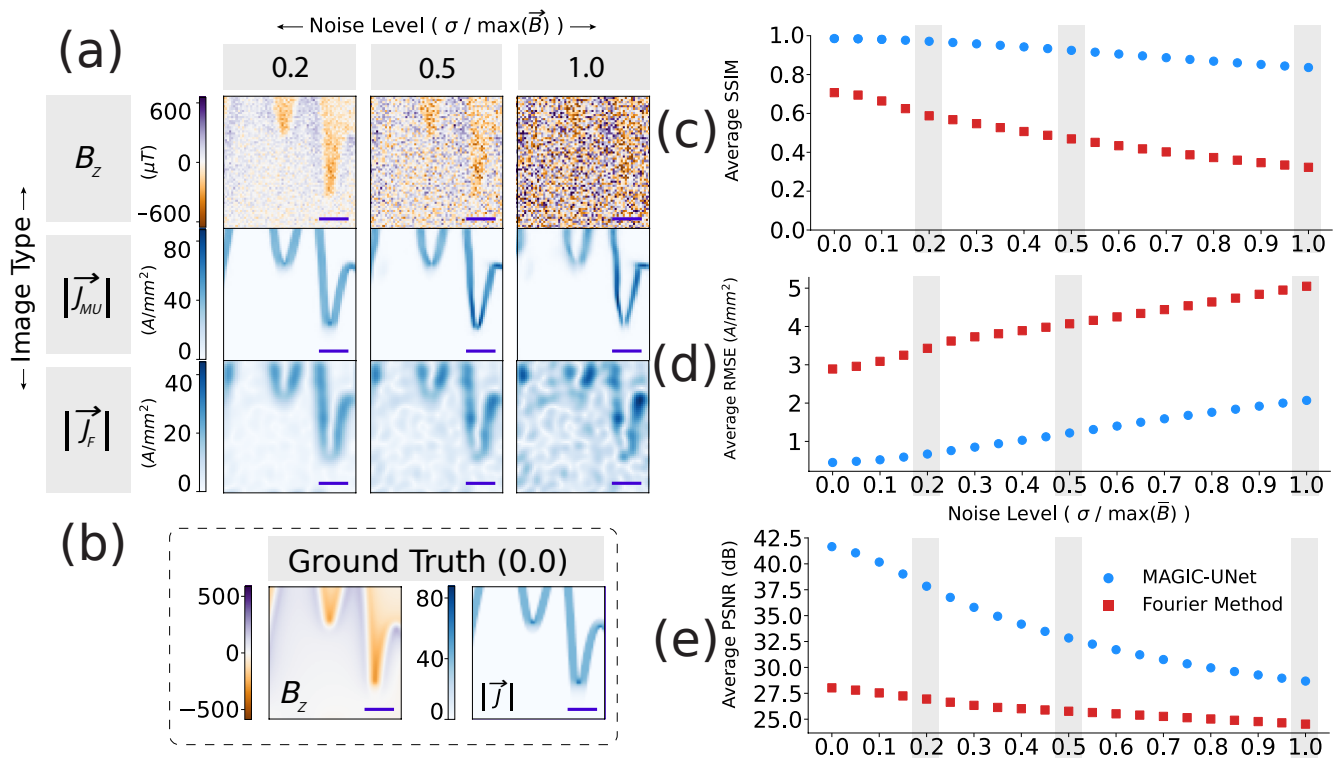 (a)
← Noise Level ( σ / max(B⃗) ) →
0.2 0.5 1.0
← Image Type →
B_Z
600
0
−600
(μT)
|J⃗_MU|
80
40
0
(A/mm²)
|J⃗_F|
40
20
0
(A/mm²)
(b)
Ground Truth (0.0)
500
0
−500
B_Z
80
40
0
|J⃗|
(c)
Average SSIM
1.0
0.8
0.6
0.4
0.2
0.0
0.0 0.1 0.2 0.3 0.4 0.5 0.6 0.7 0.8 0.9 1.0
(d)
Average RMSE (A/mm²)
5
4
3
2
1
0.0 0.1 0.2 0.3 0.4 0.5 0.6 0.7 0.8 0.9 1.0
Noise Level ( σ / max(B̅) )
(e)
Average PSNR (dB)
42.5
40.0
37.5
35.0
32.5
30.0
27.5
25.0
MAGIC-UNet
Fourier Method
0.0 0.1 0.2 0.3 0.4 0.5 0.6 0.7 0.8 0.9 1.0